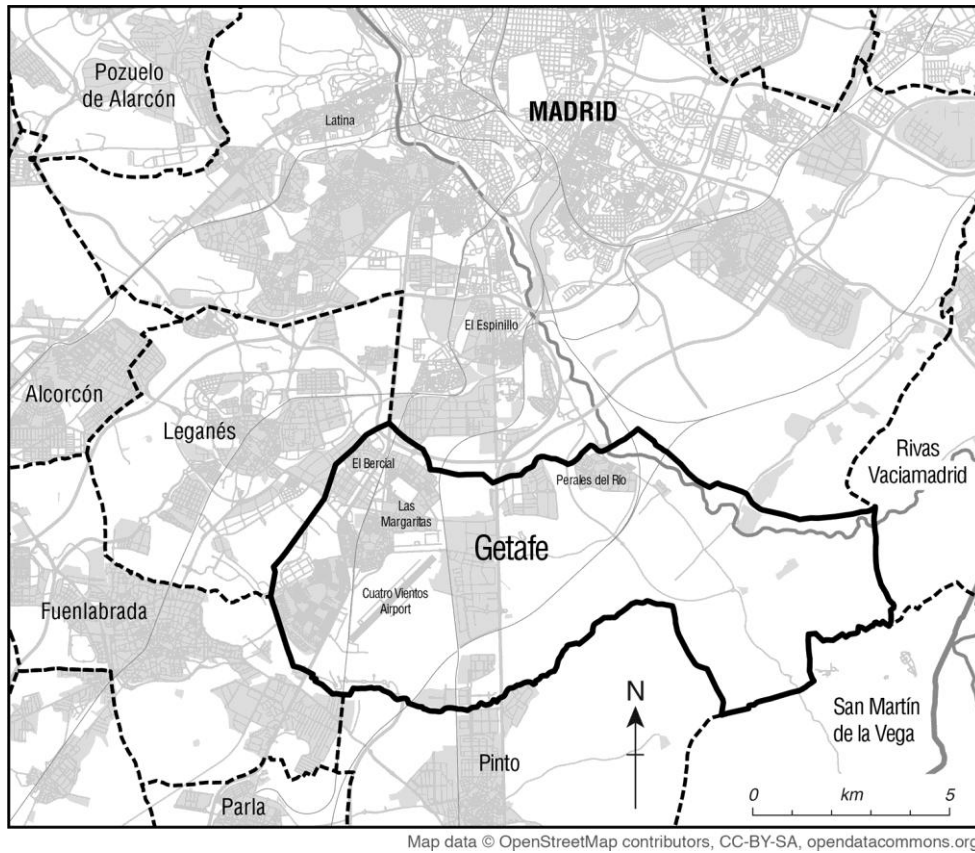 Pozuelo
de Alarcón
Latina
MADRID
El Espinillo
Alcorcón
Leganés
El Bercial
Perales del Río
Rivas
Vaciamadrid
Las
Margaritas
Getafe
Cuatro Vientos
Airport
Fuenlabrada
N
San Martín
de la Vega
Pinto
Parla
0 km 5
Map data © OpenStreetMap contributors, CC-BY-SA, opendatacommons.org